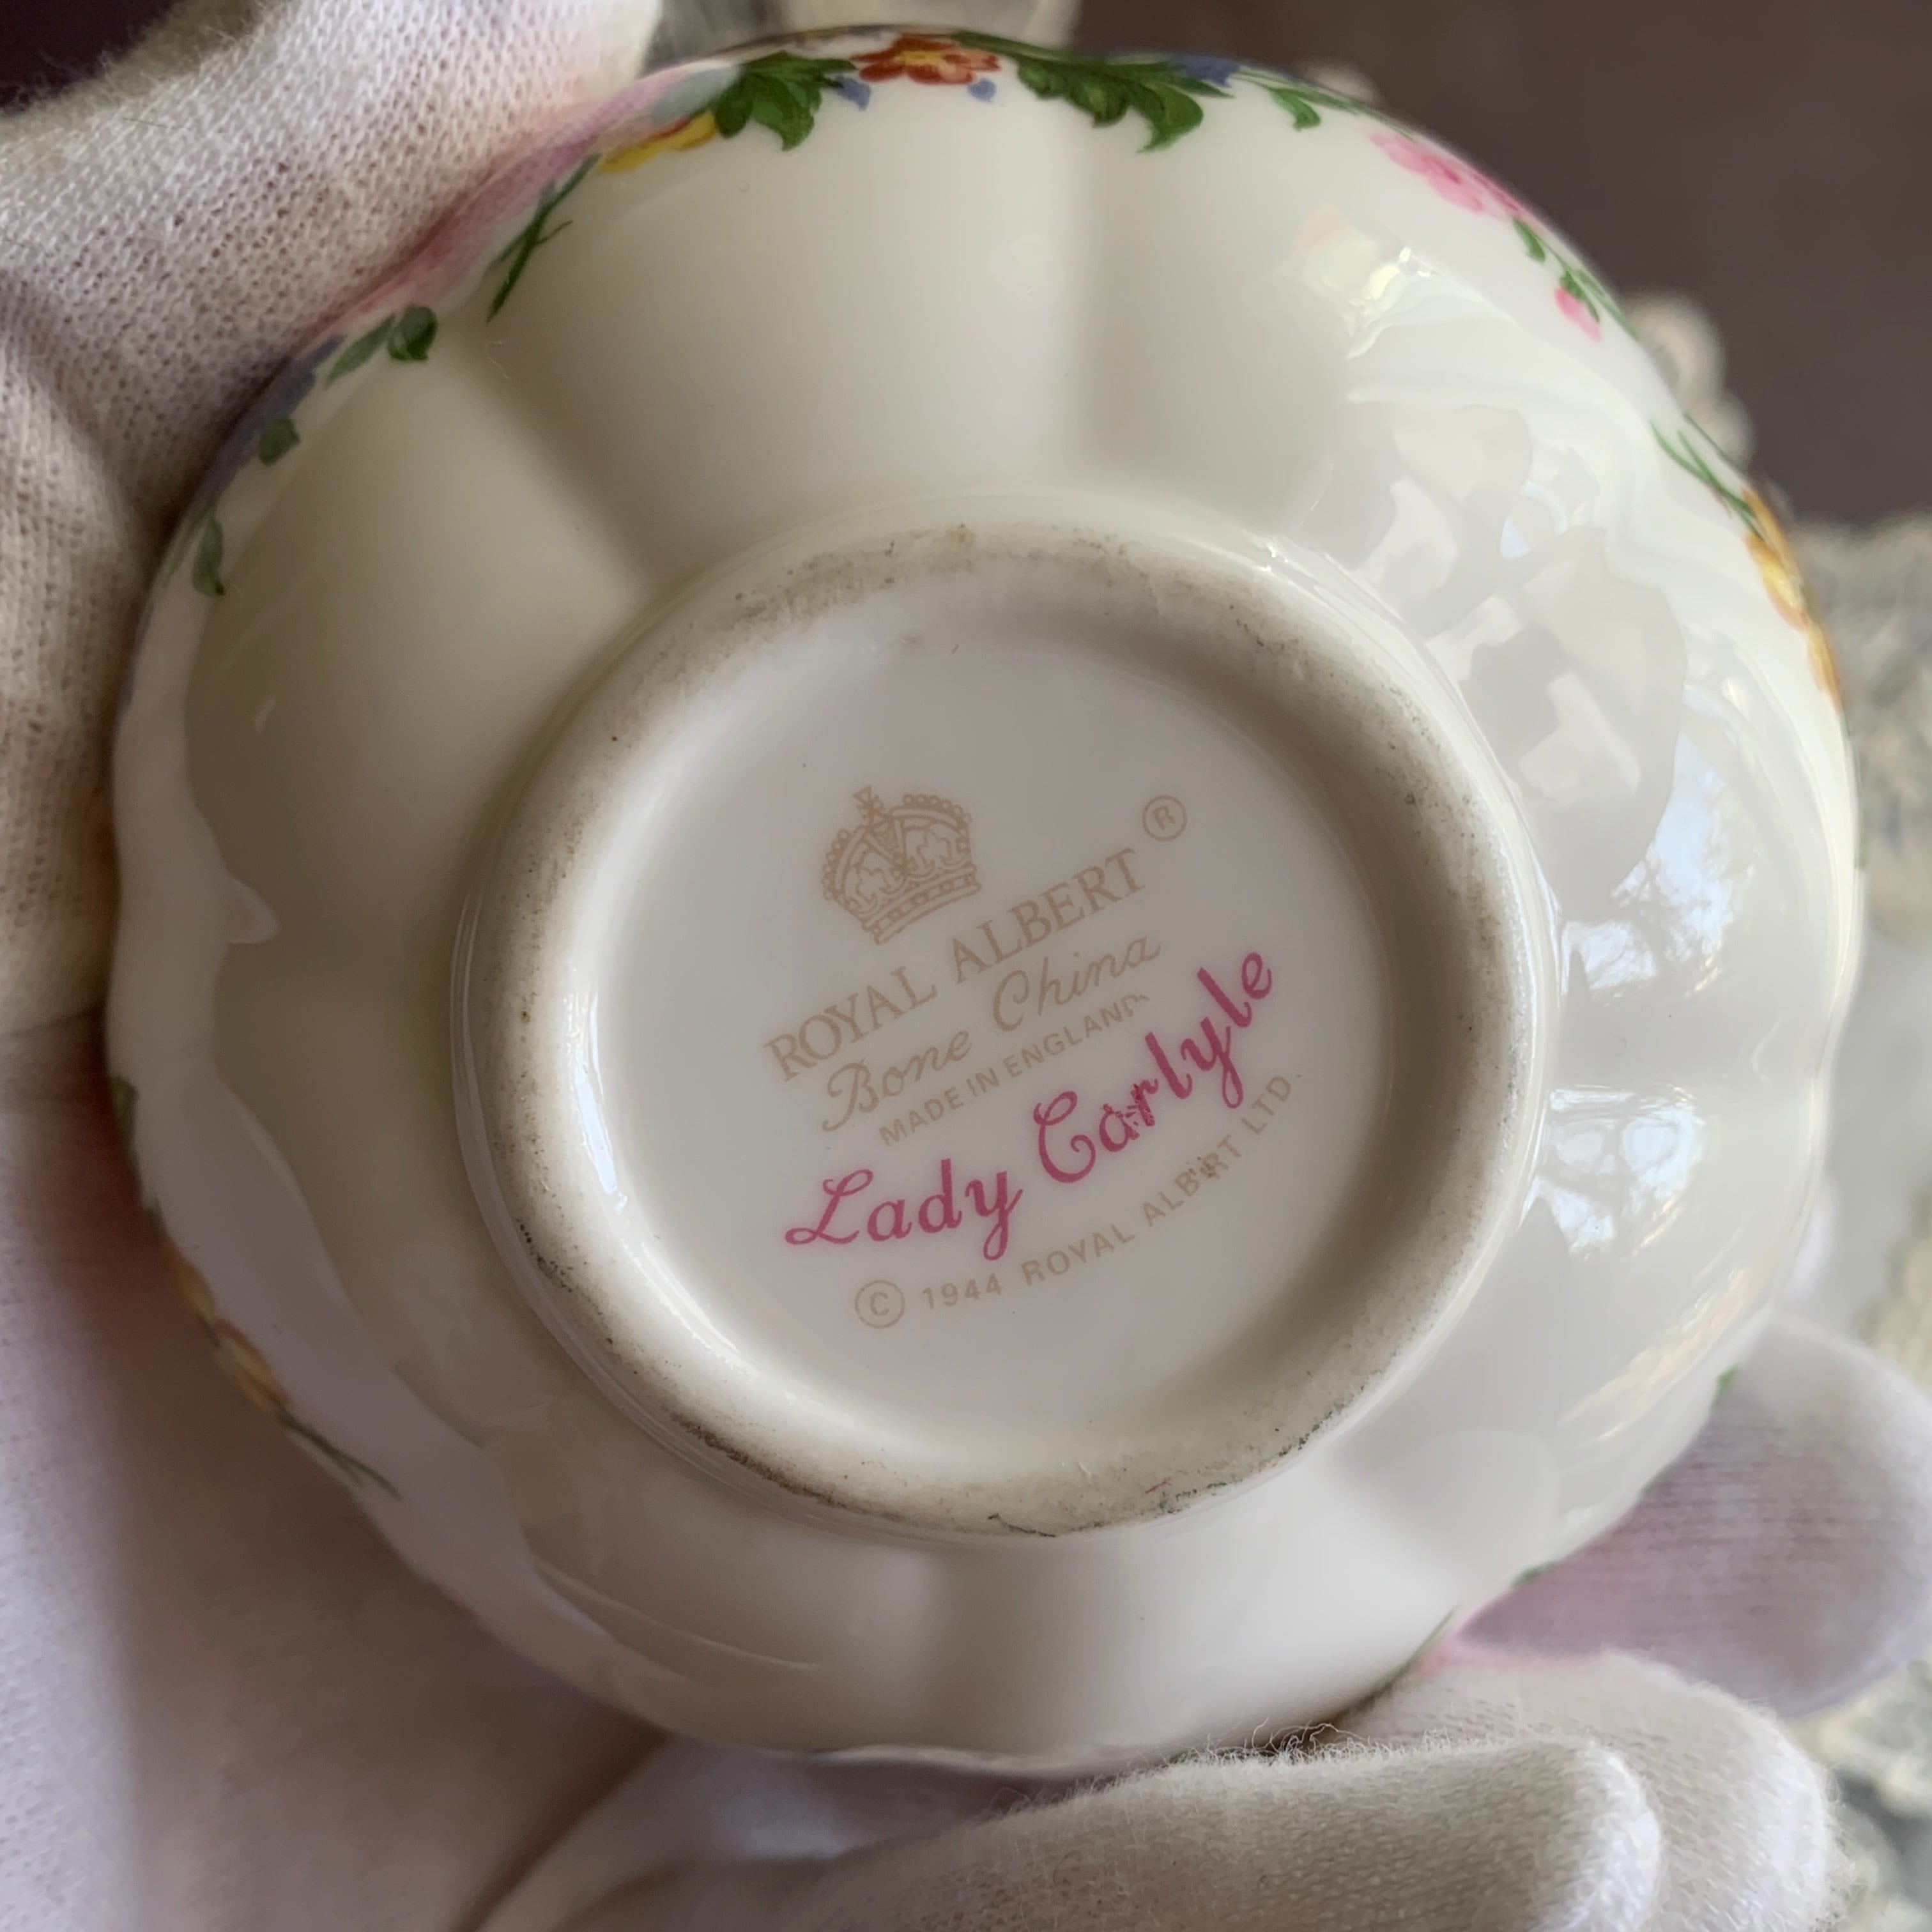 ROYAL ALBERT ®
Bone China
MADE IN ENGLAND
Lady Carlyle
© 1944 ROYAL ALBERT LTD